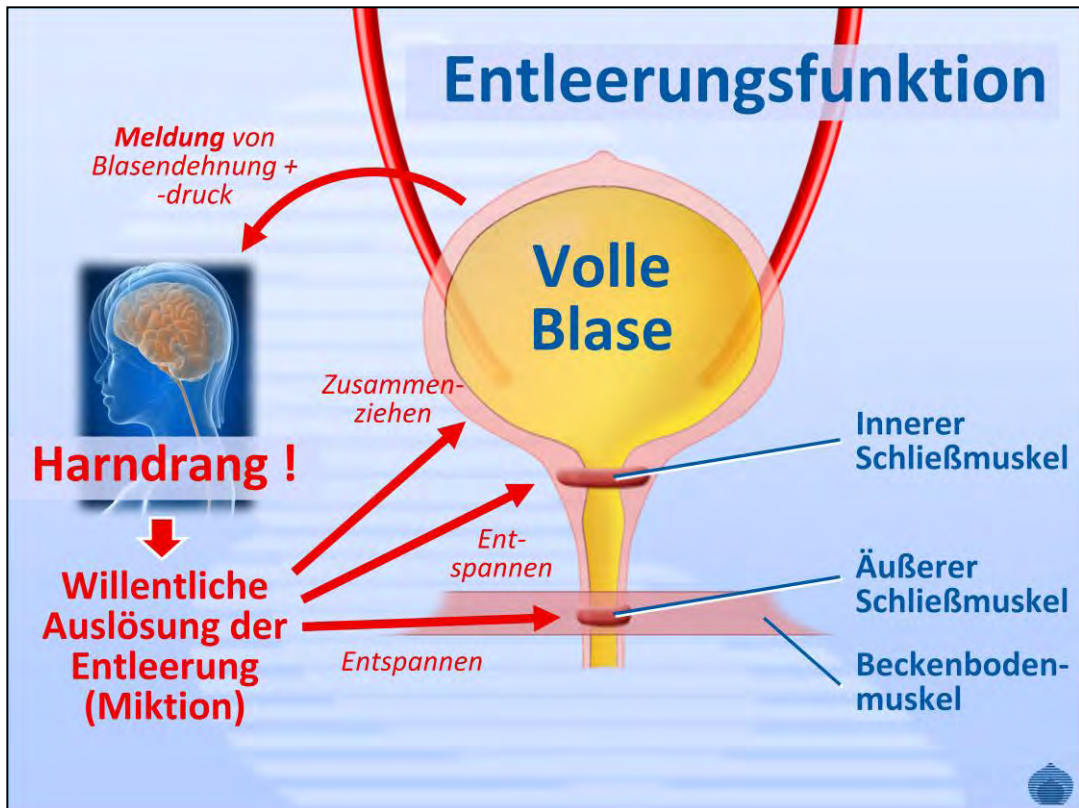 Entleerungsfunktion
Meldung von
Blasendehnung +
-druck
Volle
Blase
Zusammen-
ziehen
Harndrang !
Ent-
spannen
Willentliche
Auslösung der
Entleerung
(Miktion)
Entspannen
Innerer
Schließmuskel
Äußerer
Schließmuskel
Beckenboden-
muskel